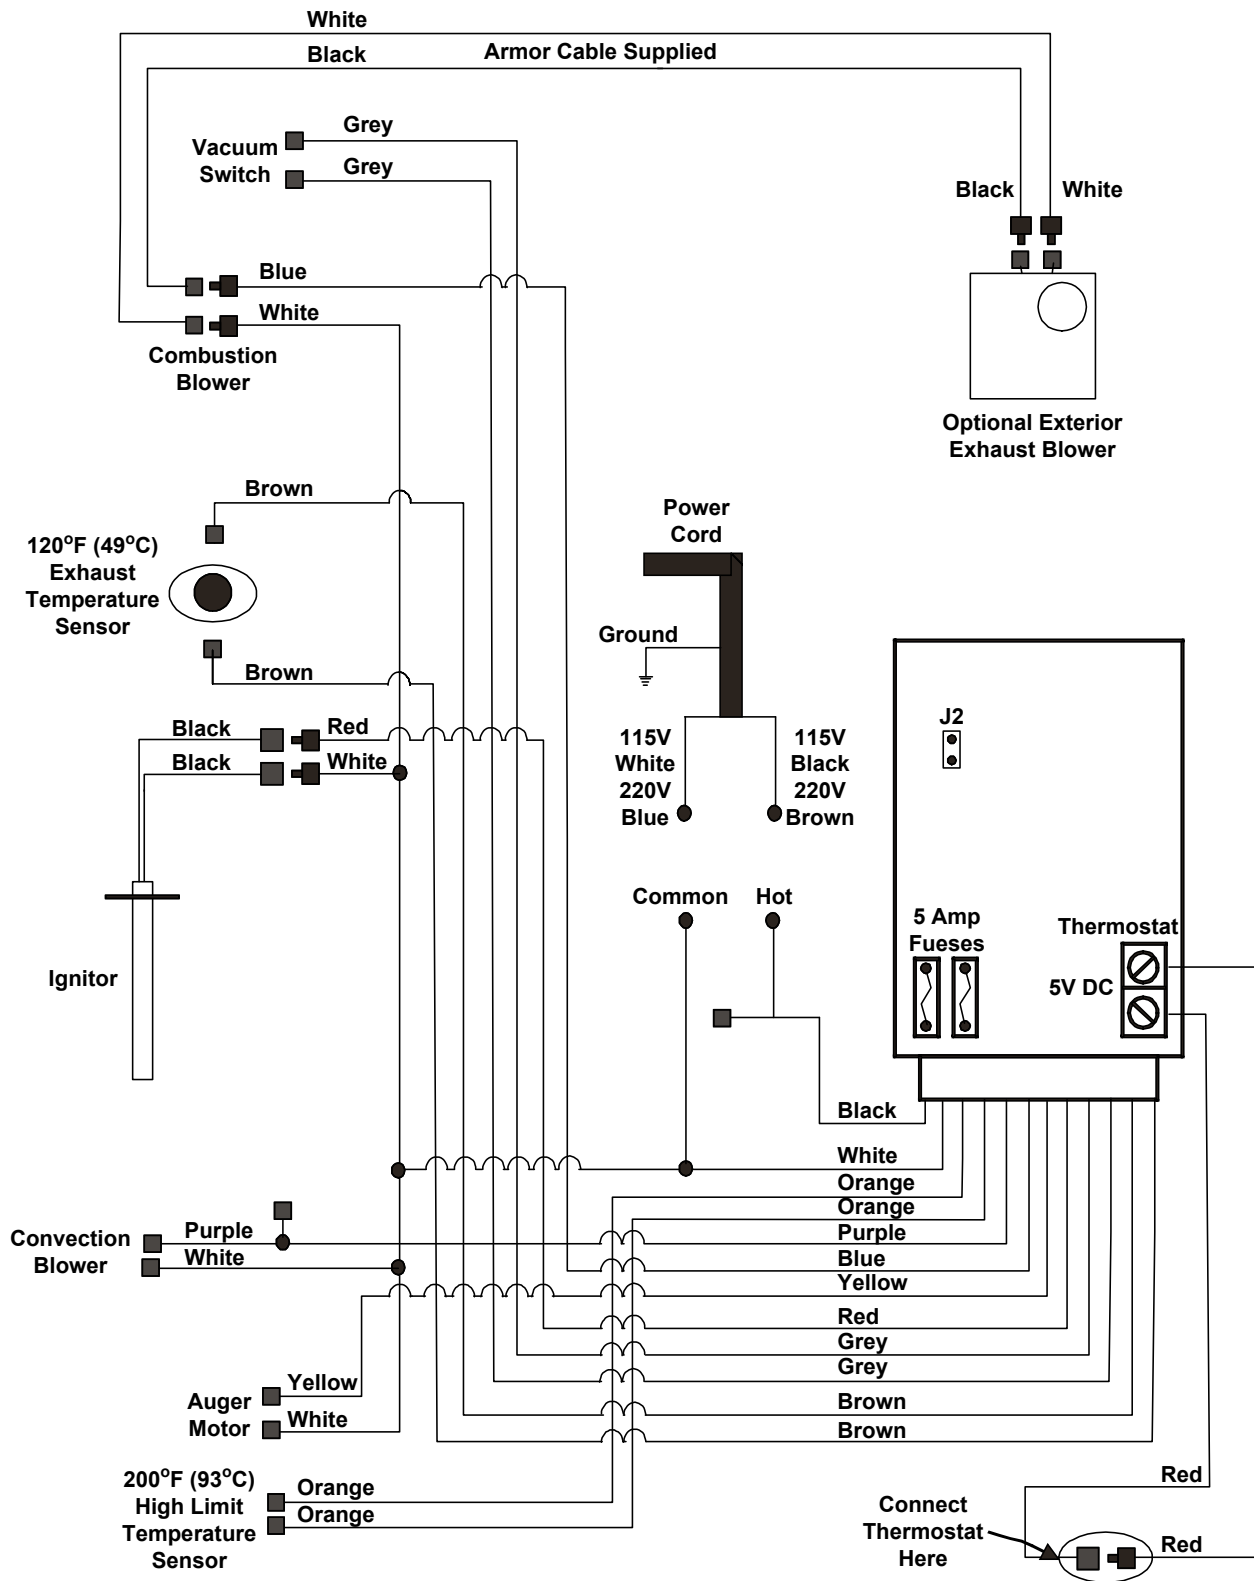 White
Black
Armor Cable Supplied
Vacuum
Switch
Grey
Grey
Black
White
Blue
White
Combustion
Blower
Optional Exterior
Exhaust Blower
Brown
120°F (49°C)
Exhaust
Temperature
Sensor
Brown
Power
Cord
Ground
Black
Red
Black
White
115V
White
220V
Blue
115V
Black
220V
Brown
J2
Ignitor
Common
Hot
5 Amp
Fueses
Thermostat
5V DC
Black
White
Orange
Orange
Purple
Blue
Yellow
Red
Grey
Grey
Brown
Brown
Convection
Blower
Purple
White
Auger
Motor
Yellow
White
200°F (93°C)
High Limit
Temperature
Sensor
Orange
Orange
Connect
Thermostat
Here
Red
Red